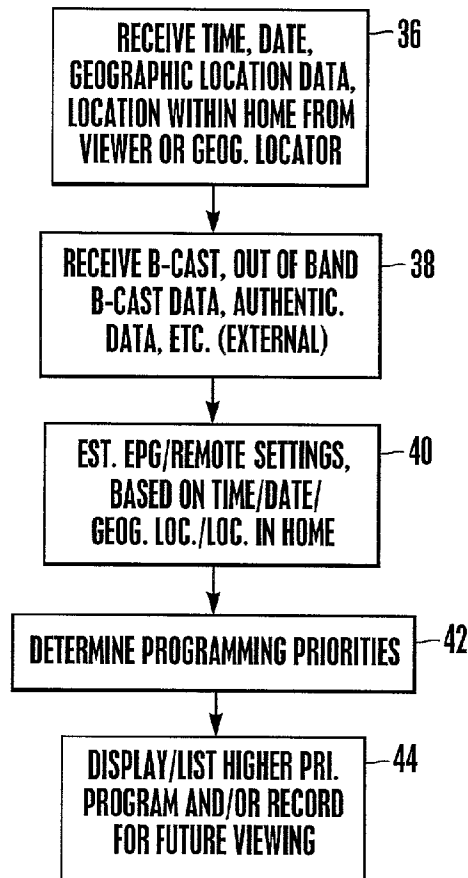 RECEIVE TIME, DATE,
GEOGRAPHIC LOCATION DATA,
LOCATION WITHIN HOME FROM
VIEWER OR GEOG. LOCATOR
36
RECEIVE B-CAST, OUT OF BAND
B-CAST DATA, AUTHENTIC.
DATA, ETC. (EXTERNAL)
38
EST. EPG/REMOTE SETTINGS,
BASED ON TIME/DATE/
GEOG. LOC./LOC. IN HOME
40
DETERMINE PROGRAMMING PRIORITIES
42
DISPLAY/LIST HIGHER PRI.
PROGRAM AND/OR RECORD
FOR FUTURE VIEWING
44